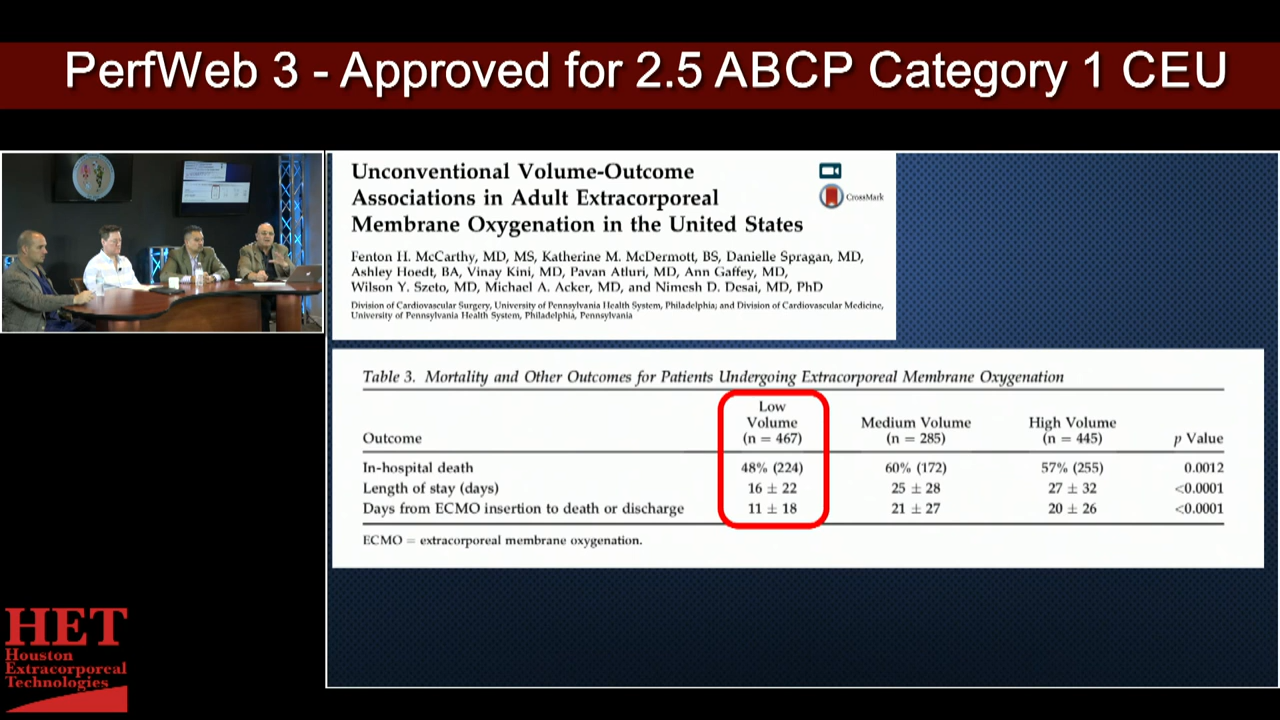 PerfWeb 3 - Approved for 2.5 ABCP Category 1 CEU
Unconventional Volume-Outcome
Associations in Adult Extracorporeal
Membrane Oxygenation in the United States
CrossMark
Fenton H. McCarthy, MD, MS, Katherine M. McDermott, BS, Danielle Spragan, MD,
Ashley Hoedt, BA, Vinay Kini, MD, Pavan Atluri, MD, Ann Gaffey, MD,
Wilson Y. Szeto, MD, Michael A. Acker, MD, and Nimesh D. Desai, MD, PhD
Division of Cardiovascular Surgery, University of Pennsylvania Health System, Philadelphia; and Division of Cardiovascular Medicine,
University of Pennsylvania Health System, Philadelphia, Pennsylvania
Table 3. Mortality and Other Outcomes for Patients Undergoing Extracorporeal Membrane Oxygenation
Low
Volume Medium Volume High Volume
Outcome (n = 467) (n = 285) (n = 445) p Value
In-hospital death 48% (224) 60% (172) 57% (255) 0.0012
Length of stay (days) 16 ± 22 25 ± 28 27 ± 32 <0.0001
Days from ECMO insertion to death or discharge 11 ± 18 21 ± 27 20 ± 26 <0.0001
ECMO = extracorporeal membrane oxygenation.
HET
Houston
Extracorporeal
Technologies